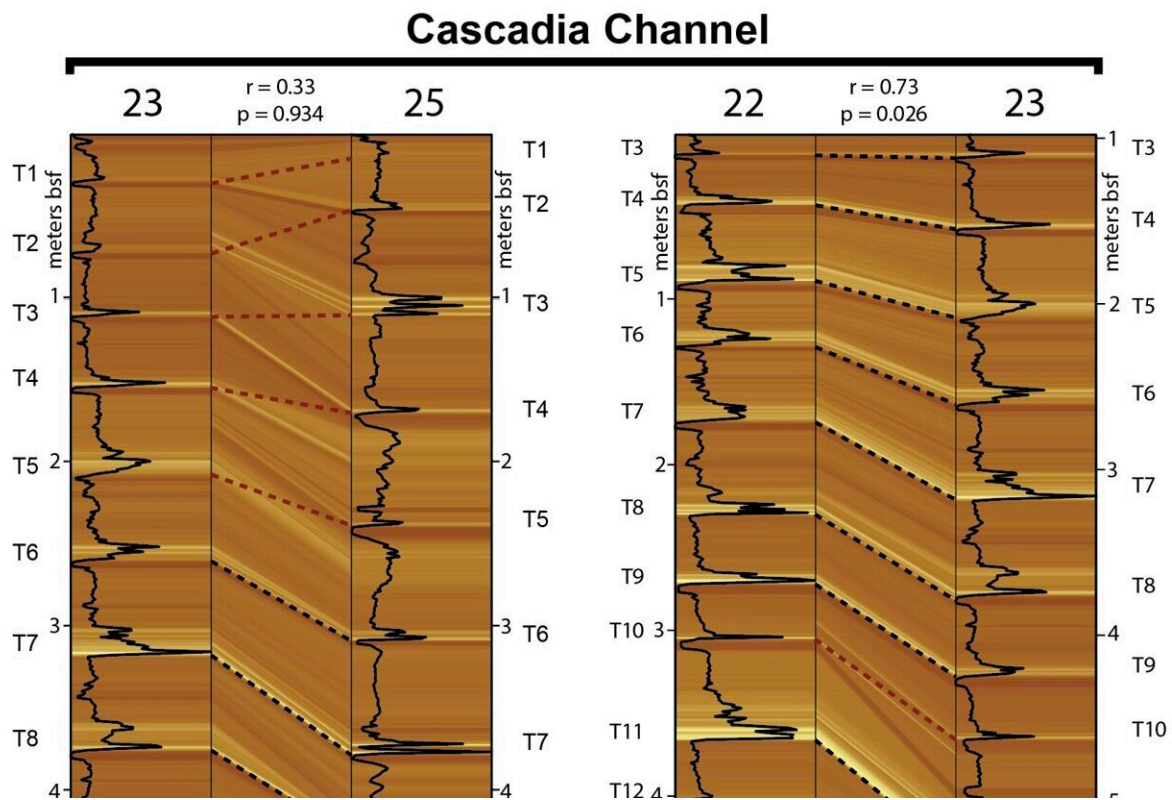 Cascadia Channel
23
r = 0.33
p = 0.934
25
T1
T2
T3
T4
T5
T6
T7
T8
meters bsf
1
2
3
4
meters bsf
1
2
3
4
T1
T2
T3
T4
T5
T6
T7
22
r = 0.73
p = 0.026
23
T3
T4
T5
T6
T7
T8
T9
T10
T11
T12
meters bsf
1
2
3
4
1
meters bsf
2
3
4
5
T3
T4
T5
T6
T7
T8
T9
T10